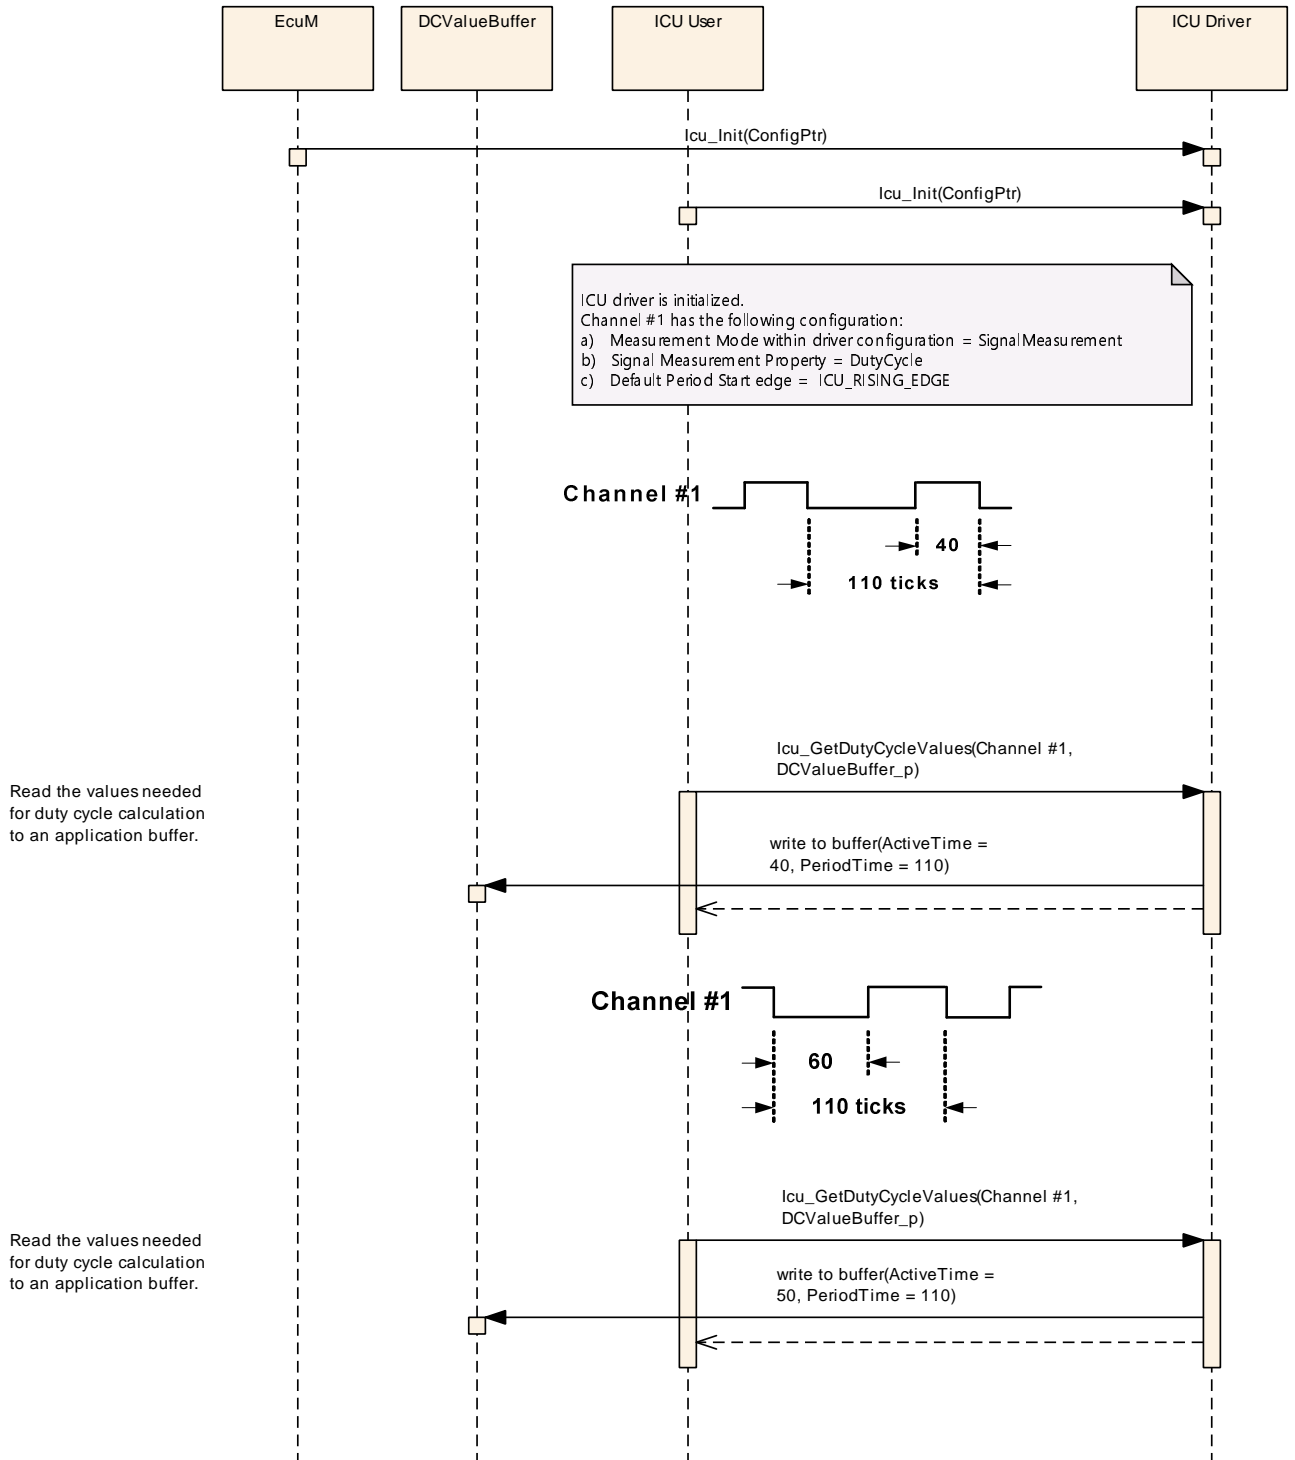 EcuM
DCValueBuffer
ICU User
ICU Driver
Icu_Init(ConfigPtr)
Icu_Init(ConfigPtr)
ICU driver is initialized.
Channel #1 has the following configuration:
a) Measurement Mode within driver configuration = SignalMeasurement
b) Signal Measurement Property = DutyCycle
c) Default Period Start edge = ICU_RISING_EDGE
Channel #1
40
110 ticks
Icu_GetDutyCycleValues(Channel #1,
DCValueBuffer_p)
Read the values needed
for duty cycle calculation
to an application buffer.
write to buffer(ActiveTime =
40, PeriodTime = 110)
Channel #1
60
110 ticks
Icu_GetDutyCycleValues(Channel #1,
DCValueBuffer_p)
Read the values needed
for duty cycle calculation
to an application buffer.
write to buffer(ActiveTime =
50, PeriodTime = 110)